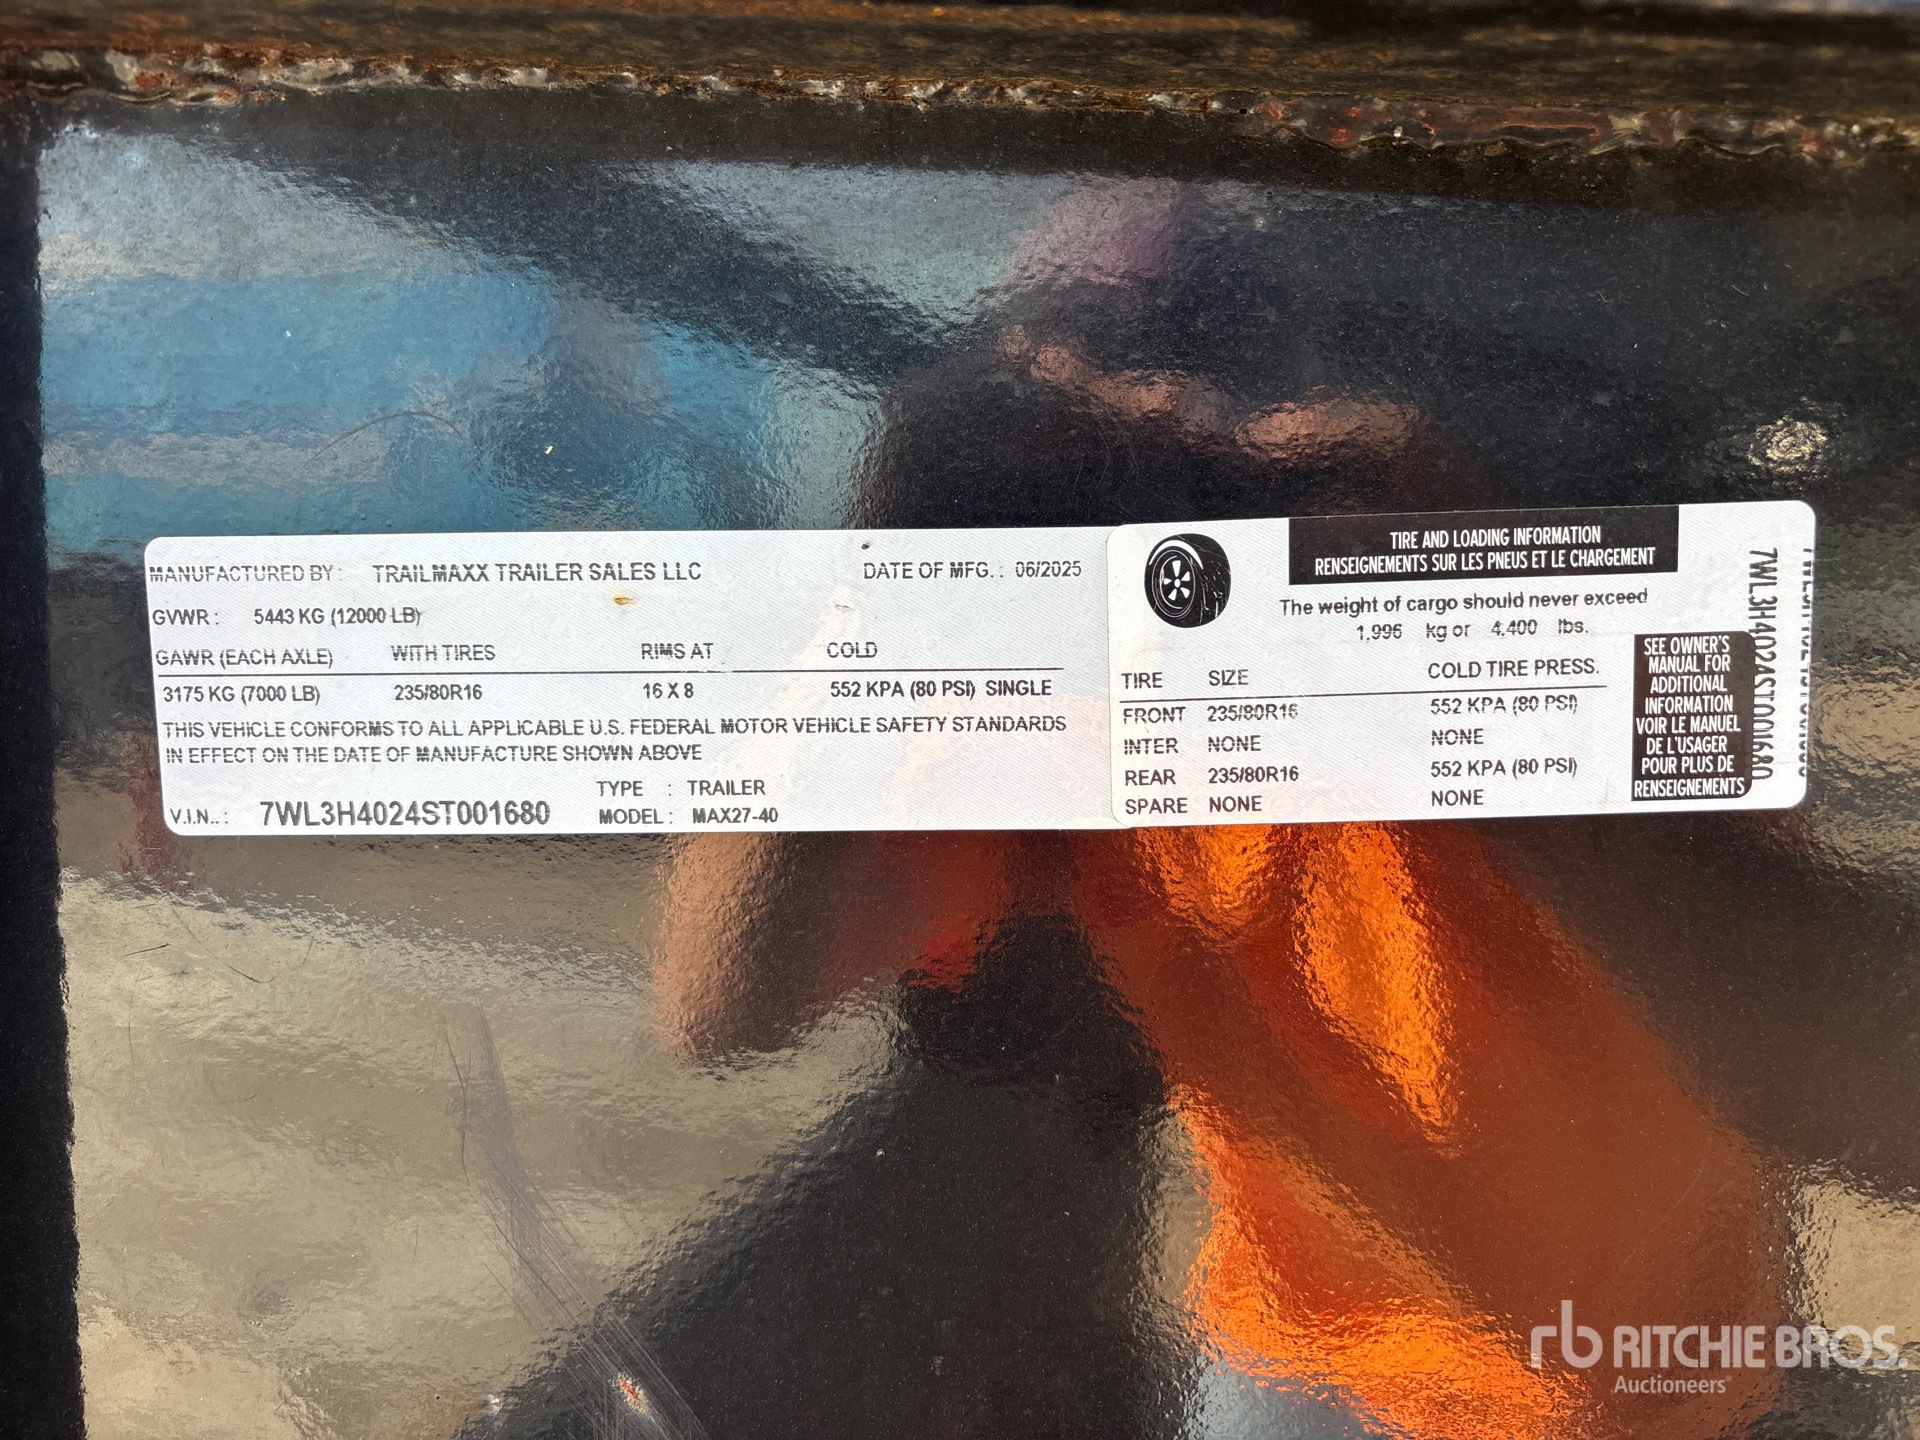 MANUFACTURED BY: TRAILMAXX TRAILER SALES LLC DATE OF MFG.: 06/2025
GVWR: 5443 KG (12000 LB)
GAWR (EACH AXLE) WITH TIRES RIMS AT COLD
3175 KG (7000 LB) 235/80R16 16 X 8 552 KPA (80 PSI) SINGLE
THIS VEHICLE CONFORMS TO ALL APPLICABLE U.S. FEDERAL MOTOR VEHICLE SAFETY STANDARDS
IN EFFECT ON THE DATE OF MANUFACTURE SHOWN ABOVE
TYPE : TRAILER
V.I.N..: 7WL3H4024ST001680 MODEL: MAX27-40
TIRE AND LOADING INFORMATION
RENSEIGNEMENTS SUR LES PNEUS ET LE CHARGEMENT
The weight of cargo should never exceed
1,996 kg or 4,400 lbs.
TIRE SIZE COLD TIRE PRESS.
FRONT 235/80R16 552 KPA (80 PSI)
INTER NONE NONE
REAR 235/80R16 552 KPA (80 PSI)
SPARE NONE NONE
SEE OWNER'S
MANUAL FOR
ADDITIONAL
INFORMATION
VOIR LE MANUEL
DE L'USAGER
POUR PLUS DE
RENSEIGNEMENTS
7WL3H4024ST001680
rb RITCHIE BROS.
Auctioneers